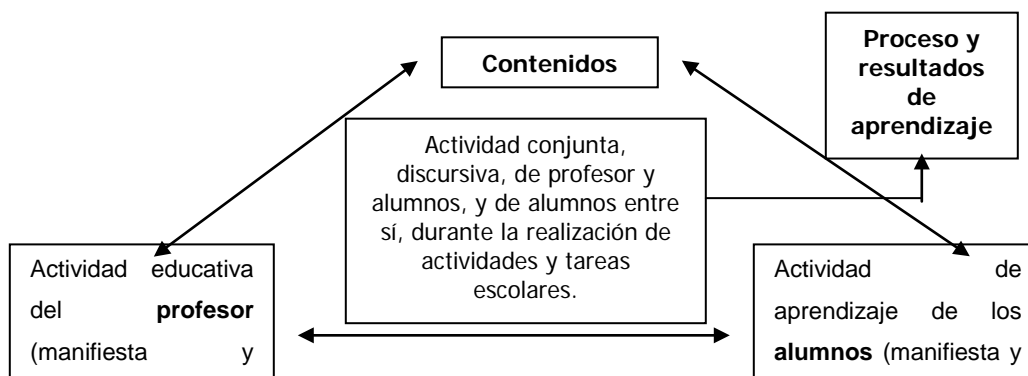 Contenidos
Proceso y
resultados
de
aprendizaje
Actividad conjunta,
discursiva, de profesor y
alumnos, y de alumnos entre
sí, durante la realización de
actividades y tareas
escolares.
Actividad educativa
del profesor
(manifiesta y
Actividad de
aprendizaje de los
alumnos (manifiesta y